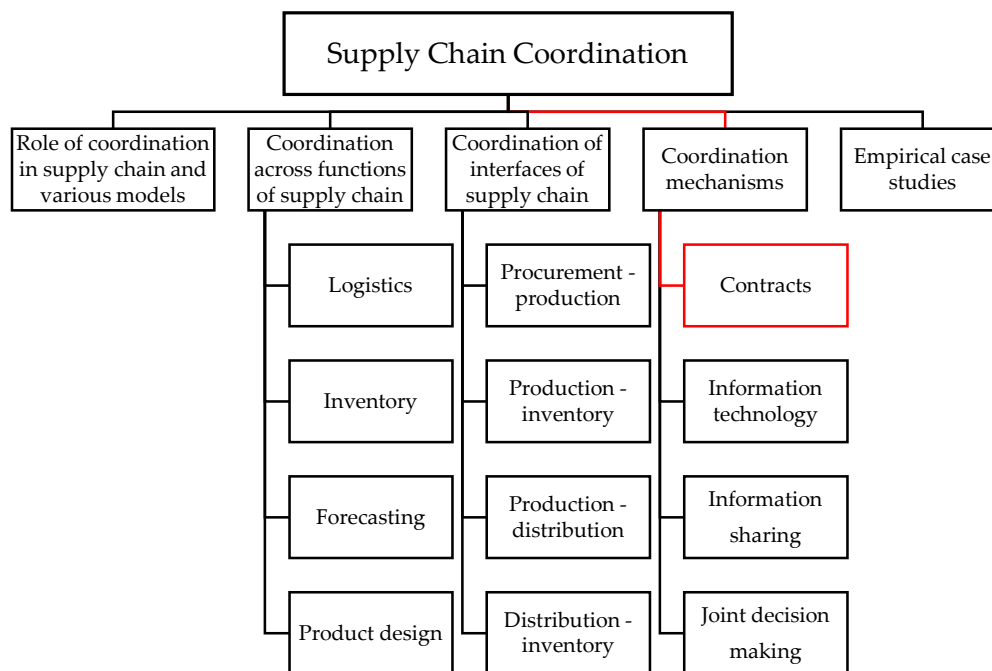 Supply Chain Coordination
Role of coordination
in supply chain and
various models
Coordination
across functions
of supply chain
Coordination of
interfaces of
supply chain
Coordination
mechanisms
Empirical case
studies
Logistics
Inventory
Forecasting
Product design
Procurement -
production
Production -
inventory
Production -
distribution
Distribution -
inventory
Contracts
Information
technology
Information
sharing
Joint decision
making